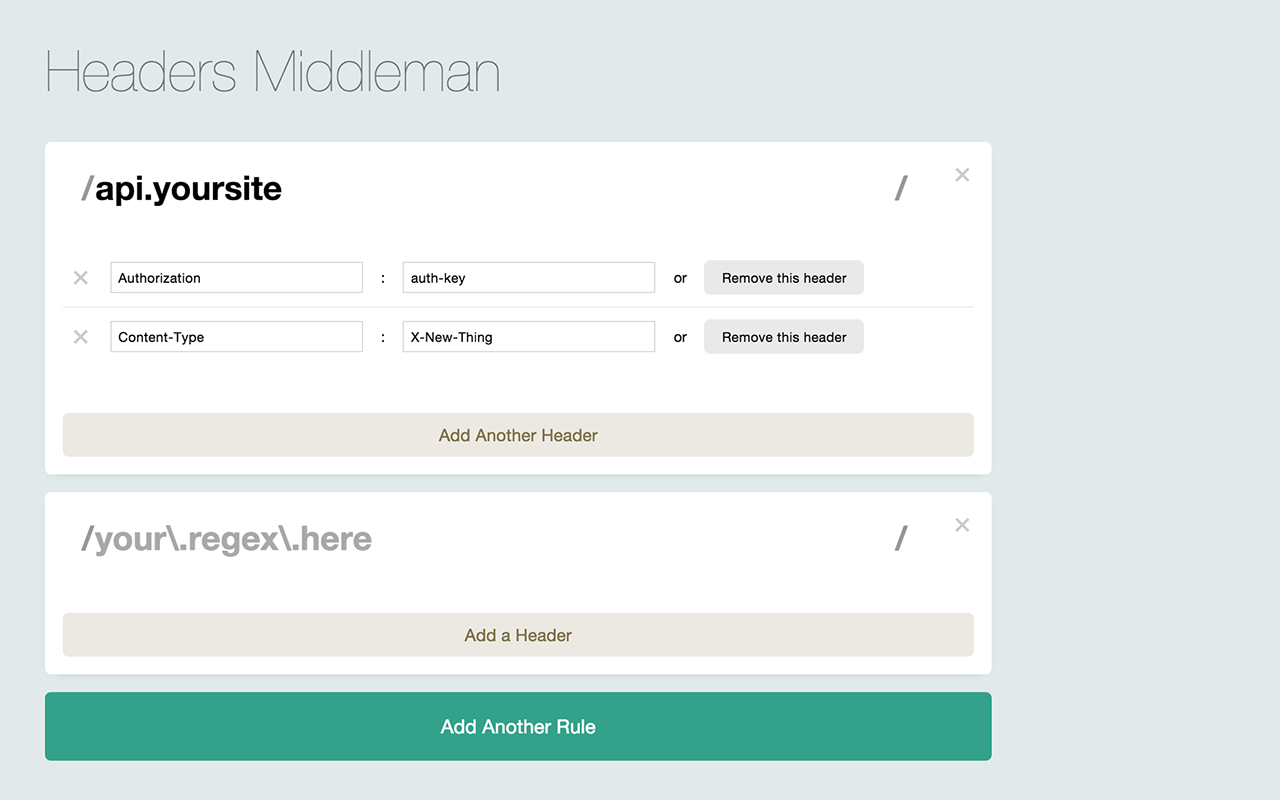 Headers Middleman
/api.yoursite /
Authorization : auth-key or Remove this header
Content-Type : X-New-Thing or Remove this header
Add Another Header
/your\.regex\.here /
Add a Header
Add Another Rule